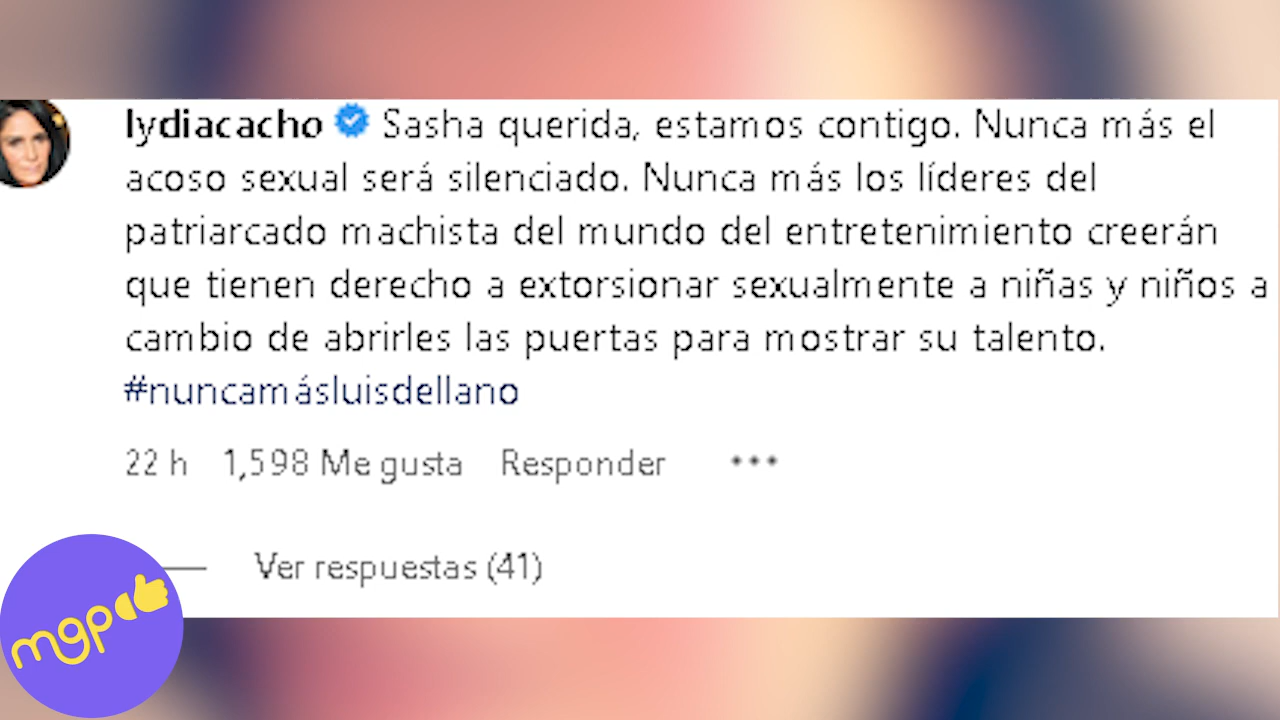 lydiacacho Sasha querida, estamos contigo. Nunca más el
acoso sexual será silenciado. Nunca más los líderes del
patriarcado machista del mundo del entretenimiento creerán
que tienen derecho a extorsionar sexualmente a niñas y niños a
cambio de abrirles las puertas para mostrar su talento.
#nuncamásluisdellano
22 h 1,598 Me gusta Responder
Ver respuestas (41)
mgp